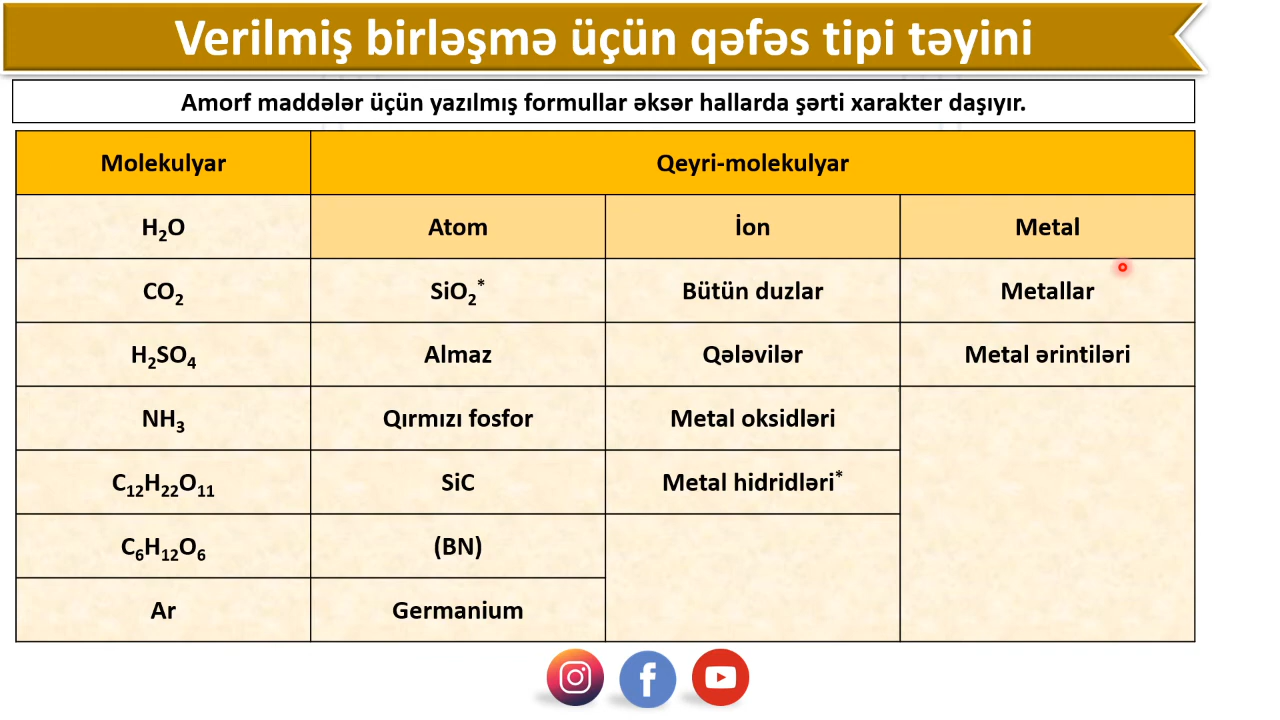 Verilmiş birləşmə üçün qəfəs tipi təyini
Amorf maddələr üçün yazılmış formullar əksər hallarda şərti xarakter daşıyır.
Molekulyar Qeyri-molekulyar
H₂O Atom İon Metal
CO₂ SiO₂* Bütün duzlar Metallar
H₂SO₄ Almaz Qələvilər Metal ərintiləri
NH₃ Qırmızı fosfor Metal oksidləri
C₁₂H₂₂O₁₁ SiC Metal hidridləri*
C₆H₁₂O₆ (BN)
Ar Germanium